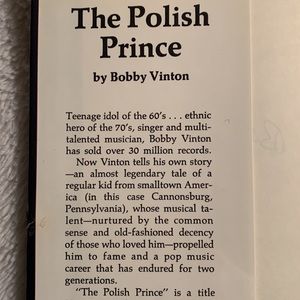 The Polish
Prince
by Bobby Vinton
Teenage idol of the 60's . . . ethnic
hero of the 70's, singer and multi-
talented musician, Bobby Vinton
has sold over 30 million records.
Now Vinton tells his own story
—an almost legendary tale of a
regular kid from smalltown Amer-
ica (in this case Cannonsburg,
Pennsylvania), whose musical ta-
lent—nurtured by the common
sense and old-fashioned decency
of those who loved him—propelled
him to fame and a pop music
career that has endured for two
generations.
"The Polish Prince" is a title